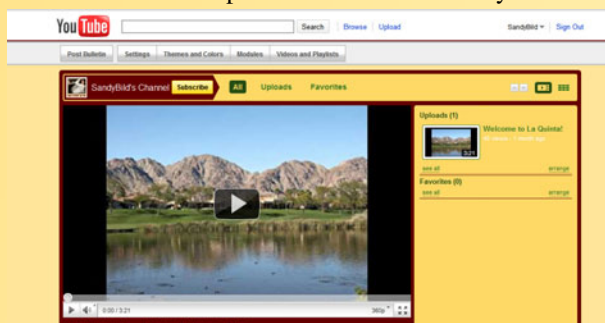 YouTube Search Browse Upload SandyBild Sign Out
Post Bulletin Settings Themes and Colors Modules Videos and Playlists
SandyBild's Channel Subscribe All Uploads Favorites
Uploads (1)
Welcome to La Quinta!
3:21
see all arrange
Favorites (0)
see all arrange
0:00 / 3:21 360p